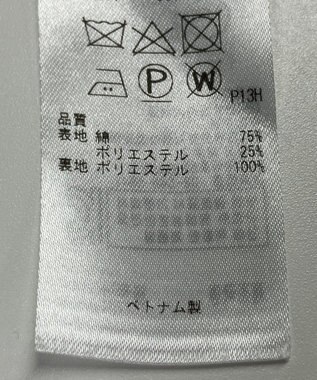 P W
P13H
品質
表地 綿 75%
ポリエステル 25%
裏地 ポリエステル 100%
ベトナム製